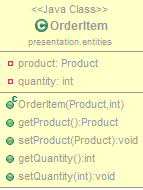 <<Java Class>>
C OrderItem
presentation.entities
product: Product
quantity: int
C OrderItem(Product,int)
getProduct():Product
setProduct(Product):void
getQuantity():int
setQuantity(int):void